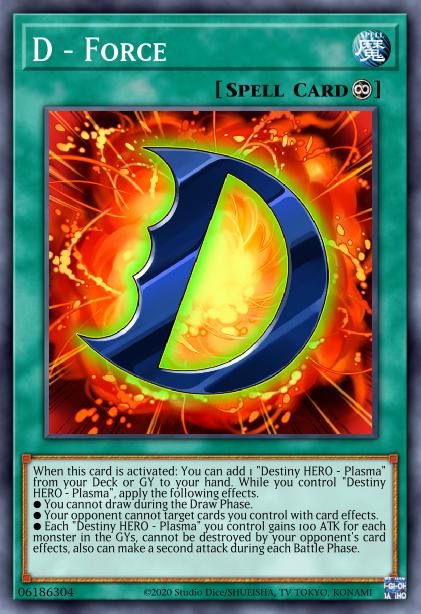 D - Force
SPELL
魔
[ Spell Card ]
When this card is activated: You can add 1 "Destiny HERO - Plasma"
from your Deck or GY to your hand. While you control "Destiny
HERO - Plasma", apply the following effects.
● You cannot draw during the Draw Phase.
● Your opponent cannot target cards you control with card effects.
● Each "Destiny HERO - Plasma" you control gains 100 ATK for each
monster in the GYs, cannot be destroyed by your opponent's card
effects, also can make a second attack during each Battle Phase.
06186304
©2020 Studio Dice/SHUEISHA, TV TOKYO, KONAMI